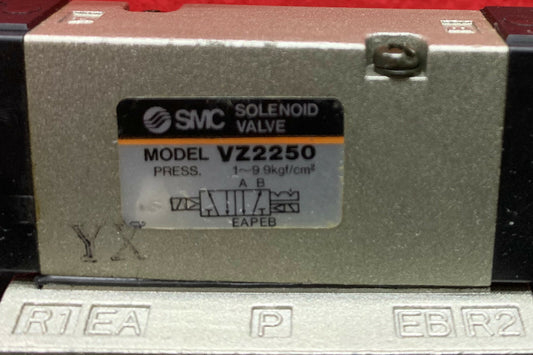 A
SMC SOLENOID
VALVE
MODEL VZ2250
PRESS. 1~9.9kgf/cm²
A B
EAPEB
YX
R1 EA P EB R2